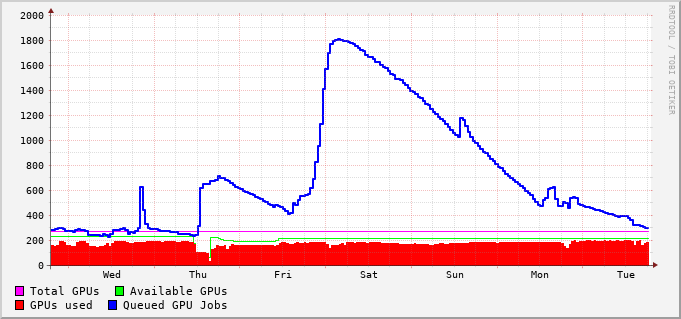 2000
1800
1600
1400
1200
1000
800
600
400
200
0
Wed Thu Fri Sat Sun Mon Tue
Total GPUs Available GPUs
GPUs used Queued GPU Jobs
RRDTOOL / TOBI OETIKER